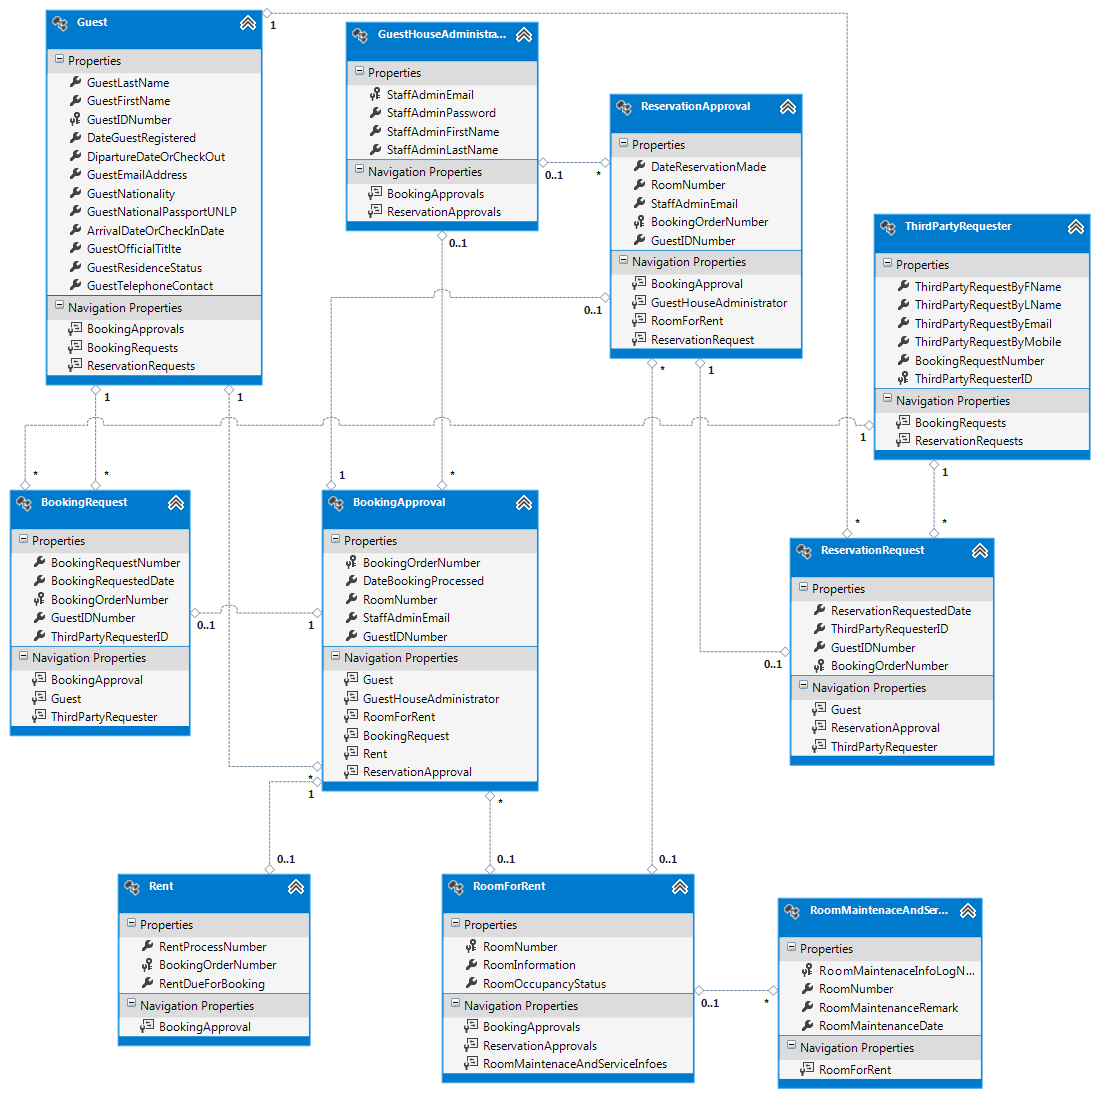 Guest
Properties
GuestLastName
GuestFirstName
GuestIDNumber
DateGuestRegistered
DipartureDateOrCheckOut
GuestEmailAddress
GuestNationality
GuestNationalPassportUNLP
ArrivalDateOrCheckInDate
GuestOfficialTitlte
GuestResidenceStatus
GuestTelephoneContact
Navigation Properties
BookingApprovals
BookingRequests
ReservationRequests
1
1
1
GuestHouseAdministra...
Properties
StaffAdminEmail
StaffAdminPassword
StaffAdminFirstName
StaffAdminLastName
Navigation Properties
BookingApprovals
ReservationApprovals
0..1
*
0..1
ReservationApproval
Properties
DateReservationMade
RoomNumber
StaffAdminEmail
BookingOrderNumber
GuestIDNumber
Navigation Properties
BookingApproval
GuestHouseAdministrator
RoomForRent
ReservationRequest
0..1
*
1
ThirdPartyRequester
Properties
ThirdPartyRequestByFName
ThirdPartyRequestByLName
ThirdPartyRequestByEmail
ThirdPartyRequestByMobile
BookingRequestNumber
ThirdPartyRequesterID
Navigation Properties
BookingRequests
ReservationRequests
1
1
*
*
BookingRequest
Properties
BookingRequestNumber
BookingRequestedDate
BookingOrderNumber
GuestIDNumber
ThirdPartyRequesterID
Navigation Properties
BookingApproval
Guest
ThirdPartyRequester
0..1
1
1
*
BookingApproval
Properties
BookingOrderNumber
DateBookingProcessed
RoomNumber
StaffAdminEmail
GuestIDNumber
Navigation Properties
Guest
GuestHouseAdministrator
RoomForRent
BookingRequest
Rent
ReservationApproval
*
1
*
*
*
ReservationRequest
Properties
ReservationRequestedDate
ThirdPartyRequesterID
GuestIDNumber
BookingOrderNumber
Navigation Properties
Guest
ReservationApproval
ThirdPartyRequester
0..1
0..1
Rent
Properties
RentProcessNumber
BookingOrderNumber
RentDueForBooking
Navigation Properties
BookingApproval
0..1
0..1
RoomForRent
Properties
RoomNumber
RoomInformation
RoomOccupancyStatus
Navigation Properties
BookingApprovals
ReservationApprovals
RoomMaintenaceAndServiceInfoes
0..1
*
RoomMaintenaceAndSer...
Properties
RoomMaintenaceInfoLogN...
RoomNumber
RoomMaintenanceRemark
RoomMaintenanceDate
Navigation Properties
RoomForRent